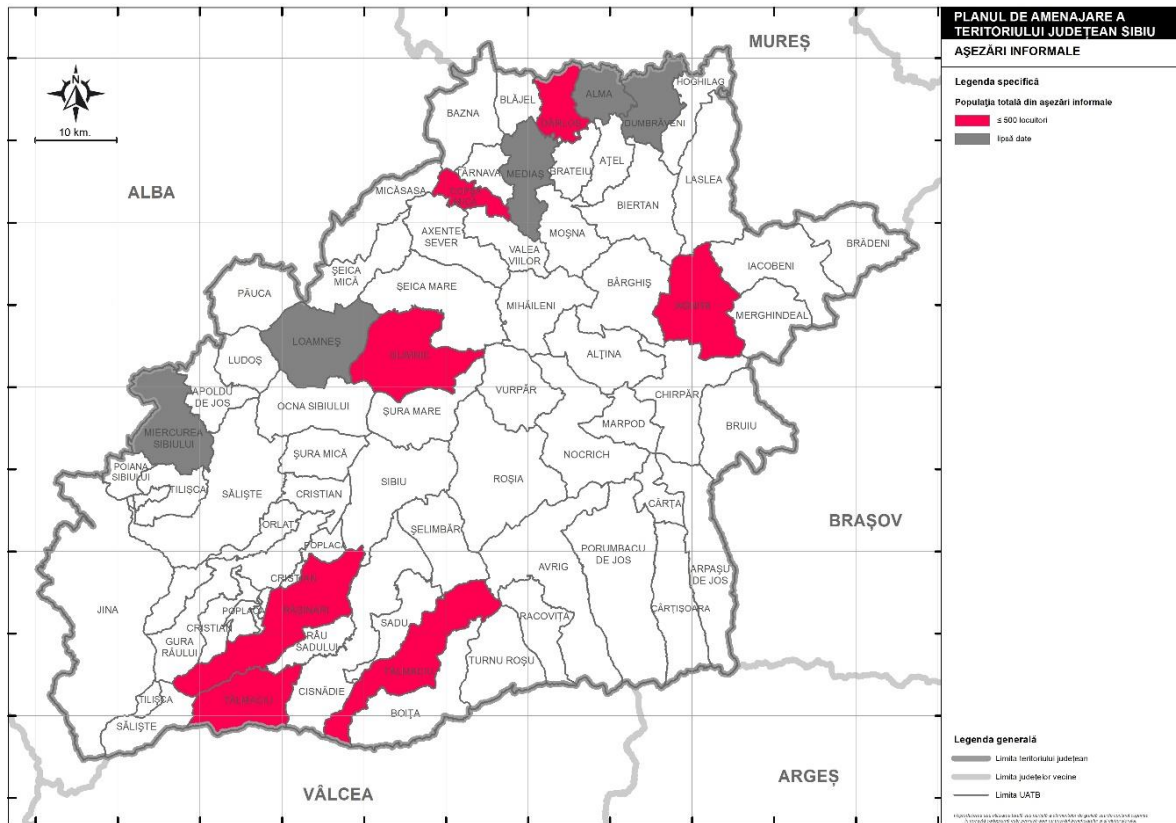 PLANUL DE AMENAJARE A
TERITORIULUI JUDEȚEAN SIBIU
AȘEZĂRI INFORMALE
Legenda specifică
Populația totală din așezări informale
≤ 500 locuitori
lipsă date
N
10 km.
MUREȘ
ALBA
BRAȘOV
ARGEȘ
VÂLCEA
HOGHILAG
BLĂJEL
ALMA
BAZNA
DUMBRĂVENI
TÂRNAVA
MEDIAȘ
BRATEIU
AȚEL
LASLEA
MICĂSASA
BIERTAN
AXENTE
SEVER
MOȘNA
VALEA
VIILOR
BRĂDENI
ȘEICA
MICĂ
IACOBENI
PĂUCA
ȘEICA MARE
BÂRGHIȘ
MIHĂILENI
MERGHINDEAL
LOAMNEȘ
LUDOȘ
SLIMNIC
ALȚINA
APOLDU
DE JOS
VURPĂR
CHIRPĂR
OCNA SIBIULUI
ȘURA MARE
MARPOD
BRUIU
MIERCUREA
SIBIULUI
ȘURA MICĂ
NOCRICH
POIANA
SIBIULUI
SIBIU
ROȘIA
TILIȘCA
SĂLIȘTE
CRISTIAN
CÂRȚA
ORLAT
ȘELIMBĂR
POPLACA
PORUMBACU
DE JOS
AVRIG
ARPAȘU
DE JOS
CRISTIAN
JINA
POPLACA
RĂȘINARI
CÂRȚIȘOARA
RACOVIȚA
CRISTIAN
SADU
GURA
RÂULUI
RÂU
SADULUI
TURNU ROȘU
TĂLMACIU
CISNĂDIE
TILIȘCA
TĂLMACIU
BOIȚA
SĂLIȘTE
Legenda generală
Limita teritoriului județean
Limita județelor vecine
Limita UATB